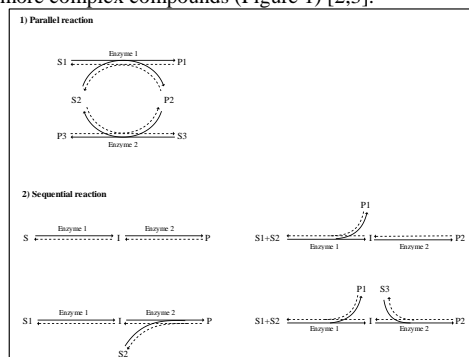 more complex compounds (Figure 1) [2,3].
1) Parallel reaction
S1 Enzyme 1 P1
S2 P2
P3 Enzyme 2 S3
2) Sequential reaction
S Enzyme 1 I Enzyme 2 P
P1
S1+S2 Enzyme 1 I Enzyme 2 P2
S1 Enzyme 1 I Enzyme 2 P
S2
P1 S3
S1+S2 Enzyme 1 I Enzyme 2 P2